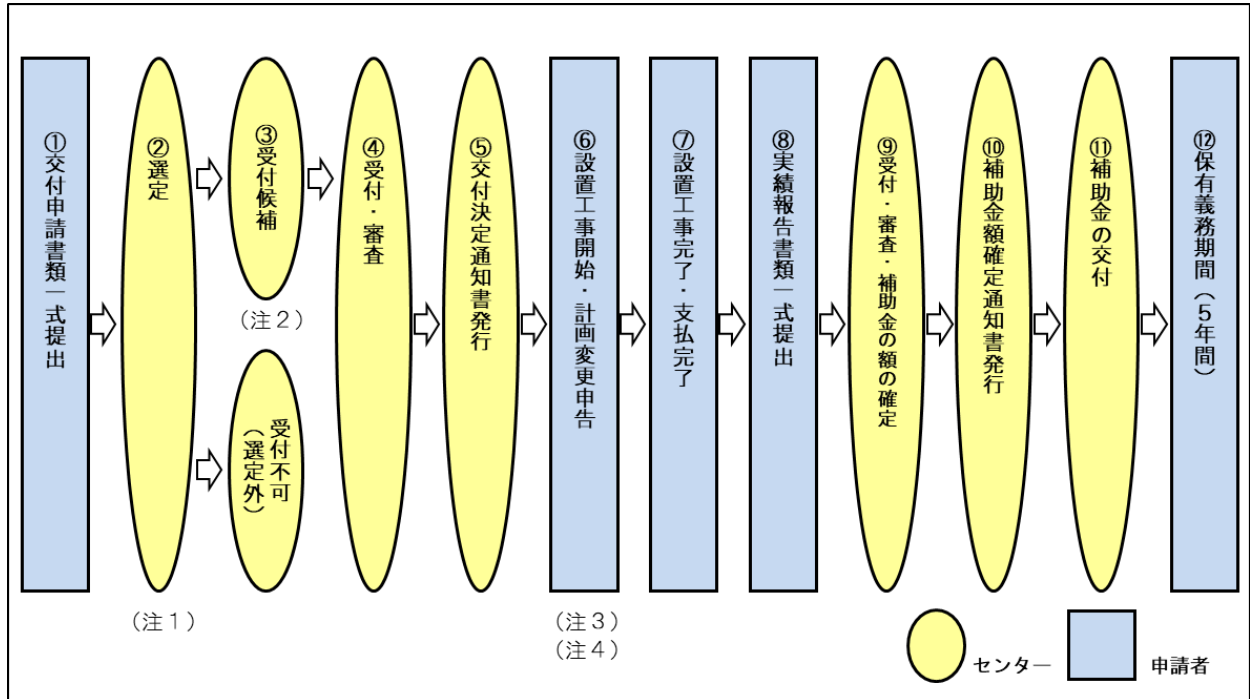 ①交付申請書類一式提出
②選定
③受付候補
(注２)
受付不可
(選定外)
④受付・審査
⑤交付決定通知書発行
⑥設置工事開始・計画変更申告
⑦設置工事完了・支払完了
⑧実績報告書類一式提出
⑨受付・審査・補助金の額の確定
⑩補助金額確定通知書発行
⑪補助金の交付
⑫保有義務期間(５年間)
(注１)
(注３)
(注４)
センター
申請者